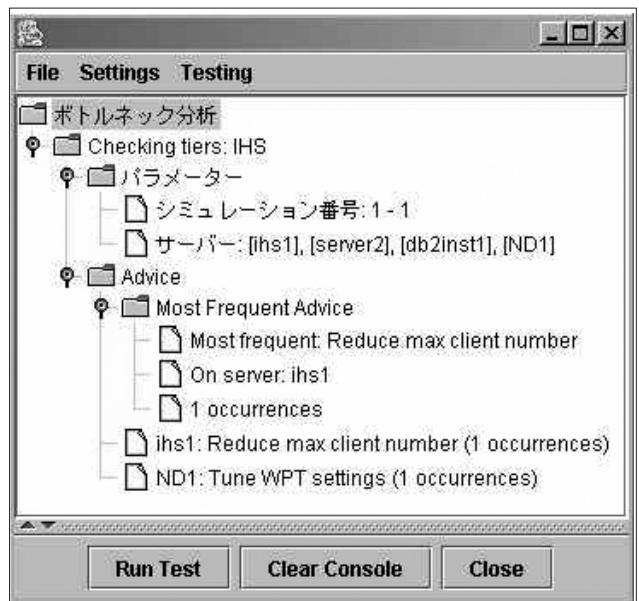 File Settings Testing
ボトルネック分析
Checking tiers: IHS
パラメーター
シミュレーション番号: 1 - 1
サーバー: [ihs1], [server2], [db2inst1], [ND1]
Advice
Most Frequent Advice
Most frequent: Reduce max client number
On server: ihs1
1 occurrences
ihs1: Reduce max client number (1 occurrences)
ND1: Tune WPT settings (1 occurrences)
Run Test Clear Console Close